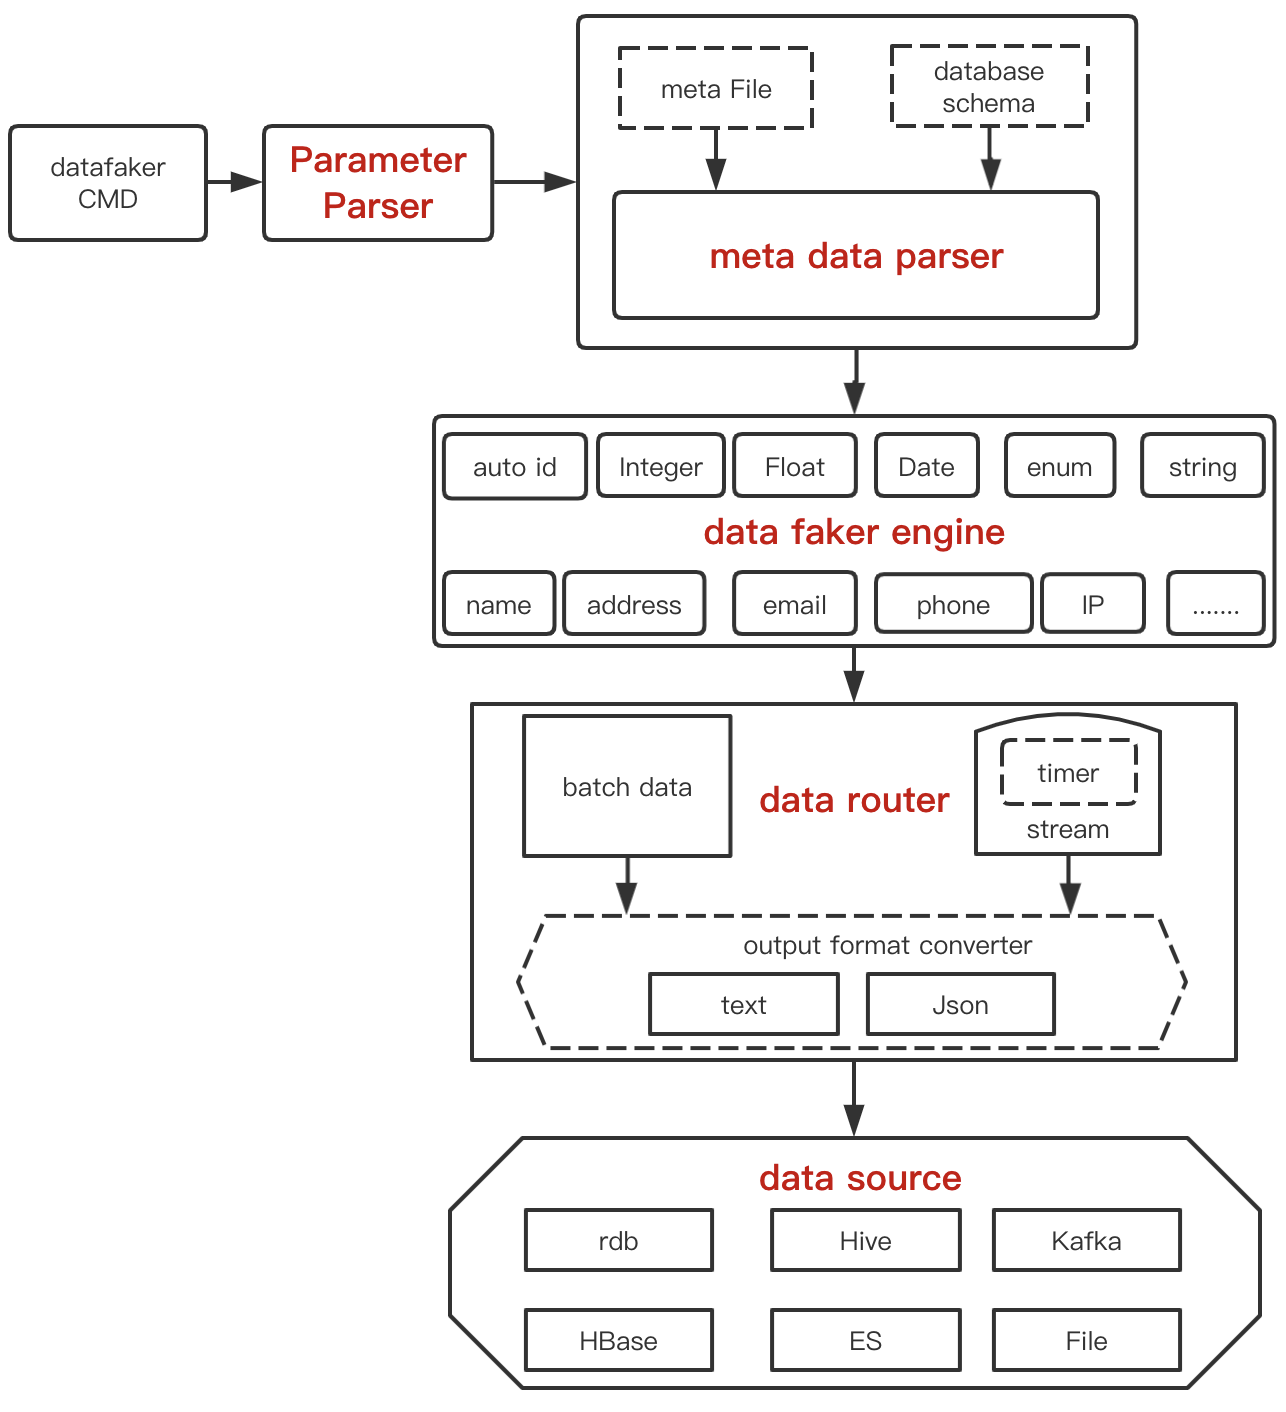 datafaker
CMD
Parameter
Parser
meta File
database
schema
meta data parser
auto id
Integer
Float
Date
enum
string
data faker engine
name
address
email
phone
IP
.......
batch data
data router
timer
stream
output format converter
text
Json
data source
rdb
Hive
Kafka
HBase
ES
File